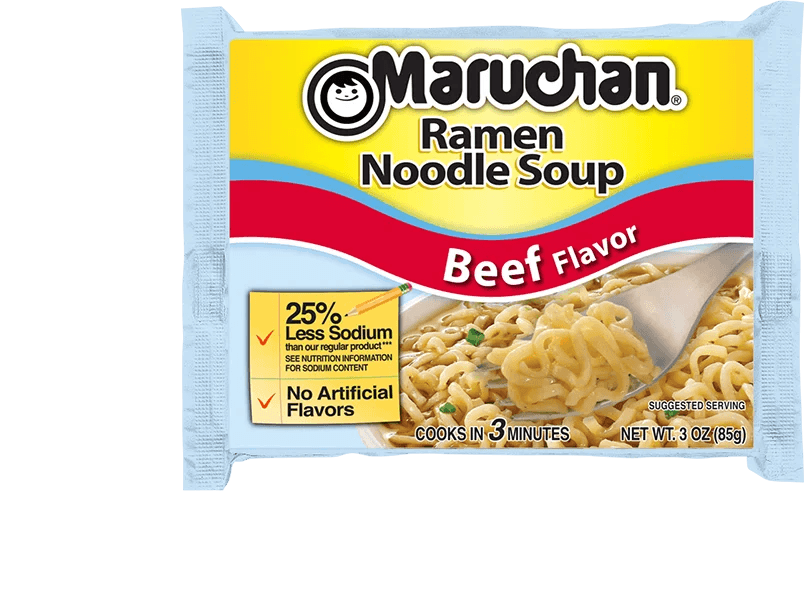 Maruchan®
Ramen
Noodle Soup
Beef Flavor
25%
Less Sodium
than our regular product***
SEE NUTRITION INFORMATION
FOR SODIUM CONTENT
No Artificial
Flavors
COOKS IN 3 MINUTES
SUGGESTED SERVING
NET WT. 3 OZ (85g)